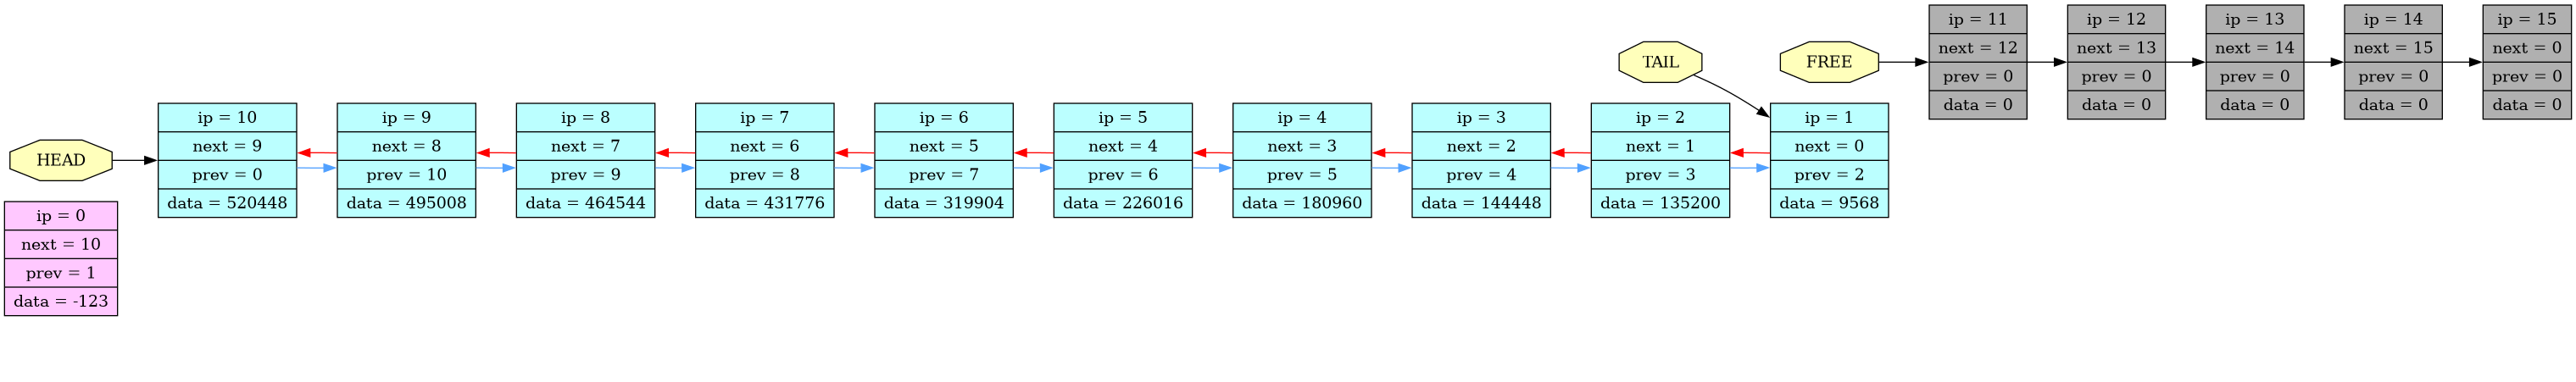 HEAD
ip = 0
next = 10
prev = 1
data = -123
ip = 10
next = 9
prev = 0
data = 520448
ip = 9
next = 8
prev = 10
data = 495008
ip = 8
next = 7
prev = 9
data = 464544
ip = 7
next = 6
prev = 8
data = 431776
ip = 6
next = 5
prev = 7
data = 319904
ip = 5
next = 4
prev = 6
data = 226016
ip = 4
next = 3
prev = 5
data = 180960
ip = 3
next = 2
prev = 4
data = 144448
ip = 2
next = 1
prev = 3
data = 135200
TAIL
ip = 1
next = 0
prev = 2
data = 9568
FREE
ip = 11
next = 12
prev = 0
data = 0
ip = 12
next = 13
prev = 0
data = 0
ip = 13
next = 14
prev = 0
data = 0
ip = 14
next = 15
prev = 0
data = 0
ip = 15
next = 0
prev = 0
data = 0